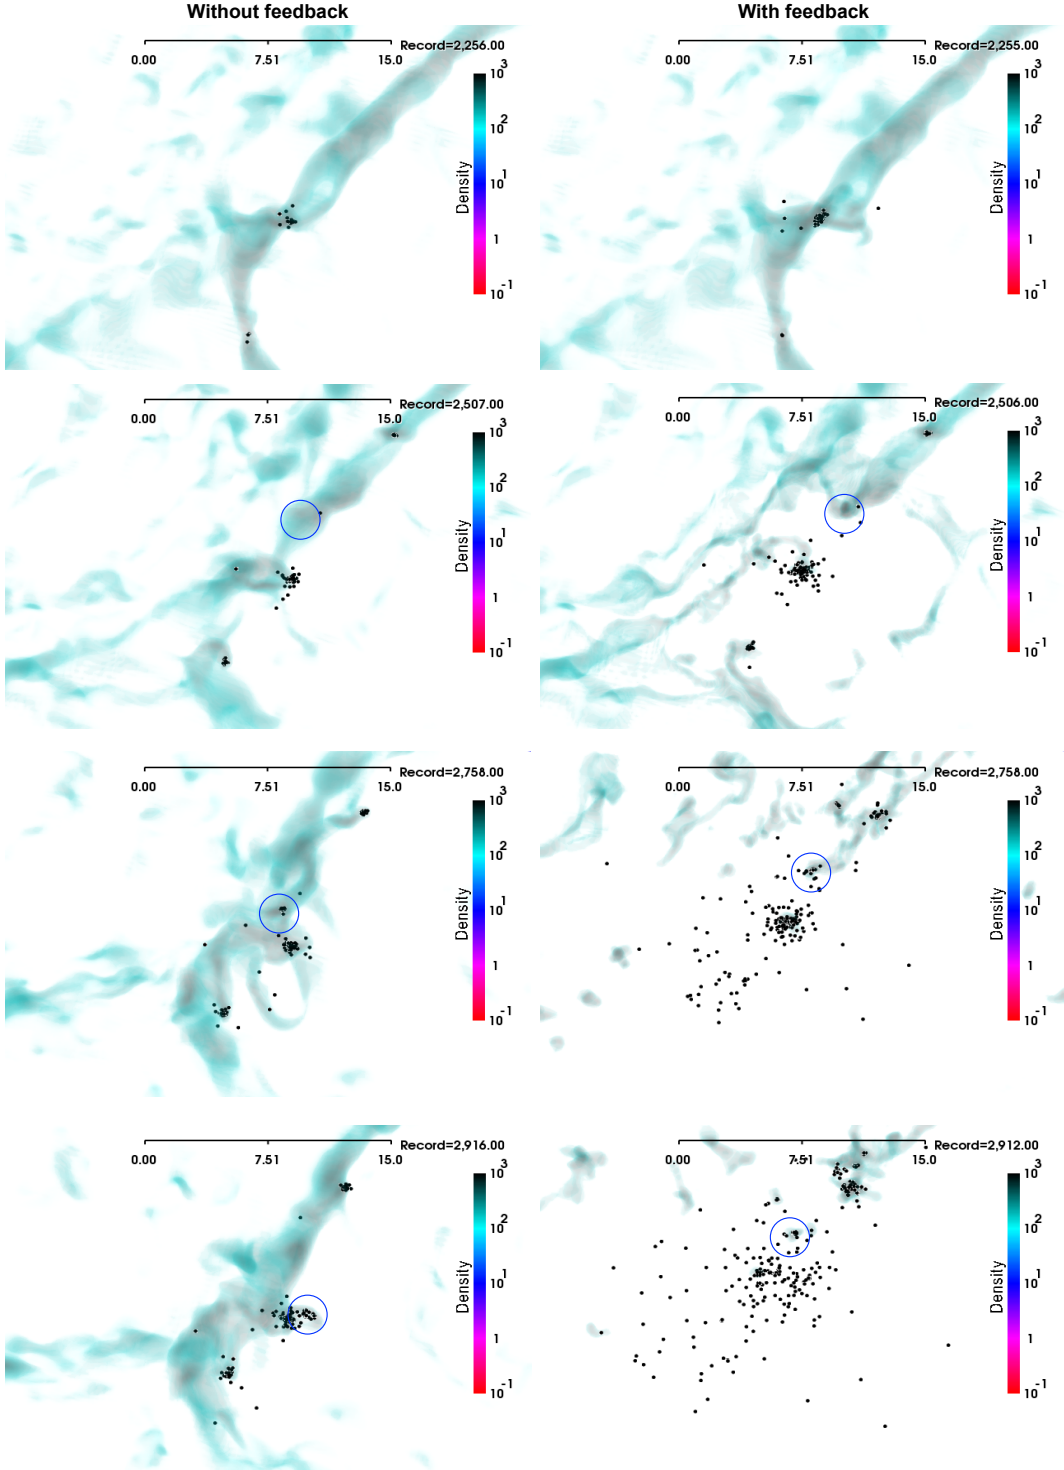 Without feedback
With feedback
Record=2,256.00
0.00 7.51 15.0
10^3
10^2
10^1
1
10^-1
Density
Record=2,255.00
0.00 7.51 15.0
10^3
10^2
10^1
1
10^-1
Density
Record=2,507.00
0.00 7.51 15.0
10^3
10^2
10^1
1
10^-1
Density
Record=2,506.00
0.00 7.51 15.0
10^3
10^2
10^1
1
10^-1
Density
Record=2,758.00
0.00 7.51 15.0
10^3
10^2
10^1
1
10^-1
Density
Record=2,758.00
0.00 7.51 15.0
10^3
10^2
10^1
1
10^-1
Density
Record=2,916.00
0.00 7.51 15.0
10^3
10^2
10^1
1
10^-1
Density
Record=2,912.00
0.00 7.51 15.0
10^3
10^2
10^1
1
10^-1
Density